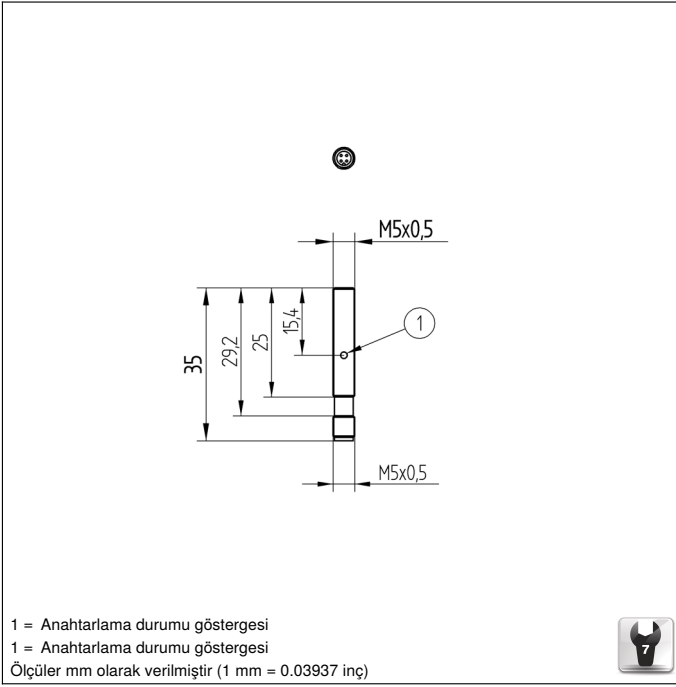 M5x0,5
15,4
1
25
29,2
35
M5x0,5
1 = Anahtarlama durumu göstergesi
1 = Anahtarlama durumu göstergesi
Ölçüler mm olarak verilmiştir (1 mm = 0.03937 inç)
7